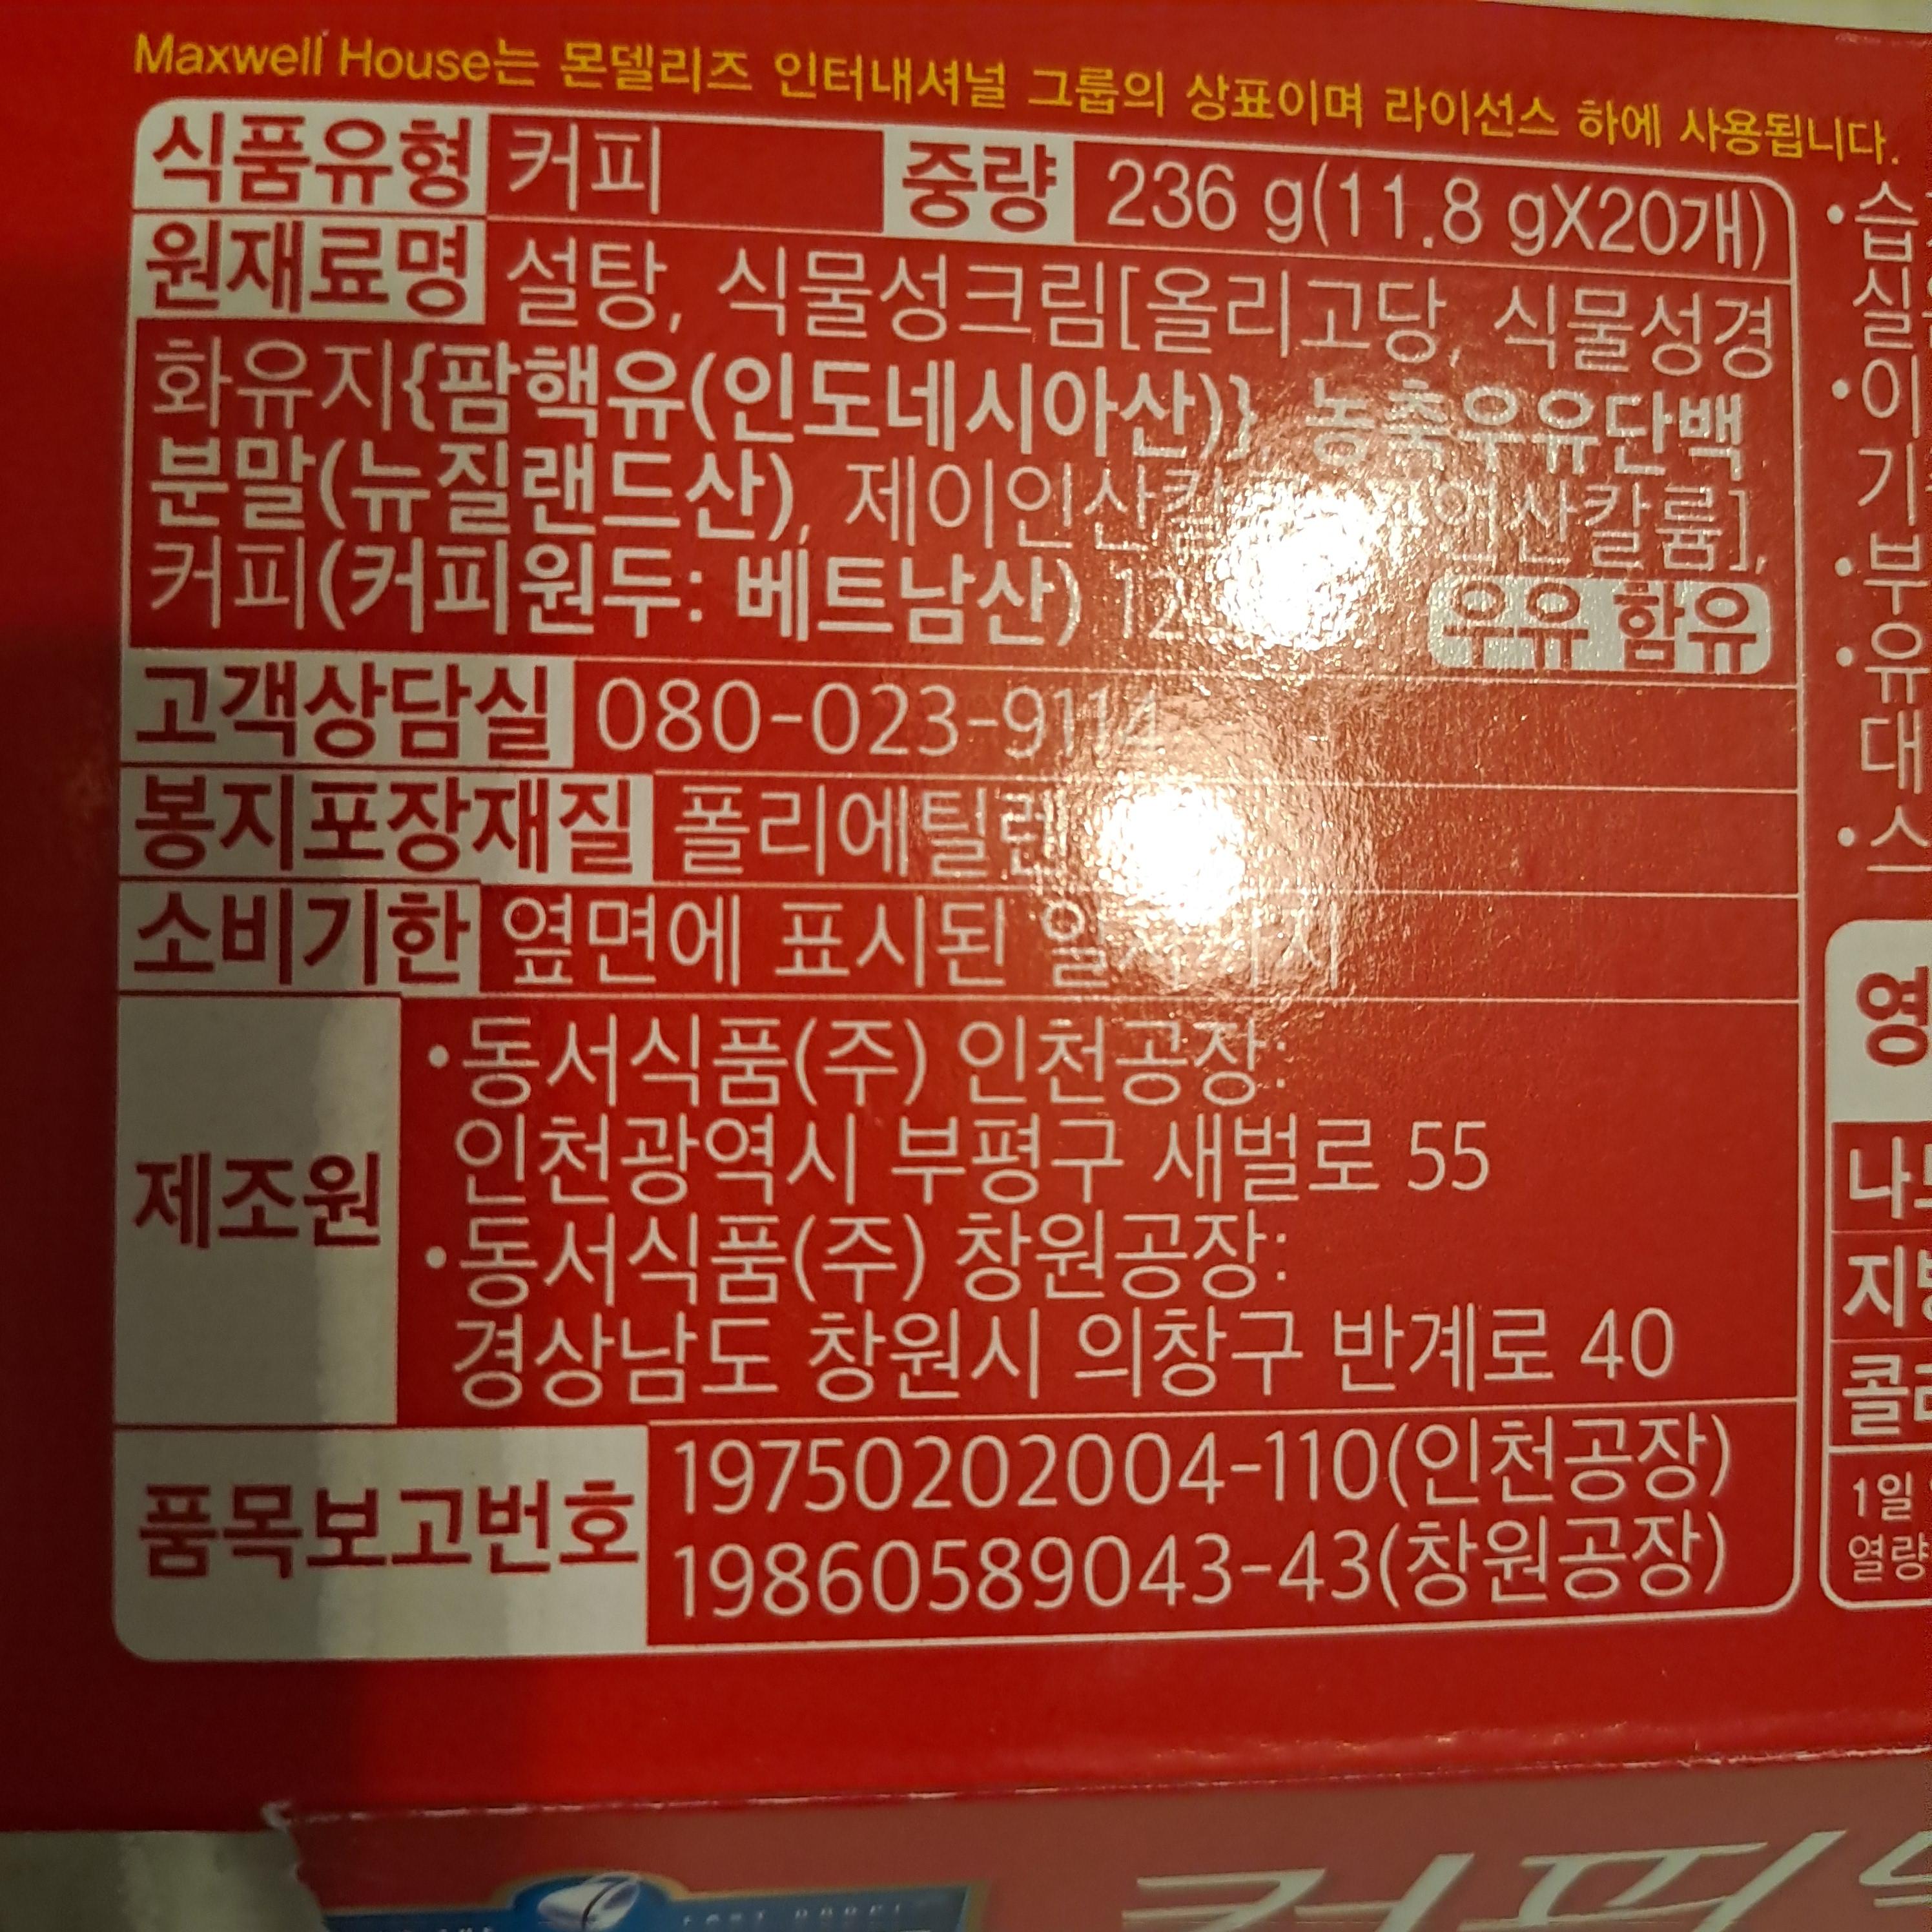 Maxwell House는 몬델리즈 인터내셔널 그룹의 상표이며 라이선스 하에 사용됩니다.
식품유형 커피 중량 236 g(11.8 gX20개)
원재료명 설탕, 식물성크림[올리고당, 식물성경
화유지{팜핵유(인도네시아산)}, 농축우유단백
분말(뉴질랜드산),
커피(커피원두: 베트남산)
우유 함유
고객상담실 080-023-9114
봉지포장재질 폴리에틸렌
소비기한 옆면에 표시된
제조원
•동서식품(주) 인천공장:
인천광역시 부평구 새벌로 55
•동서식품(주) 창원공장:
경상남도 창원시 의창구 반계로 40
품목보고번호
19750202004-110(인천공장)
19860589043-43(창원공장)
1일
열량